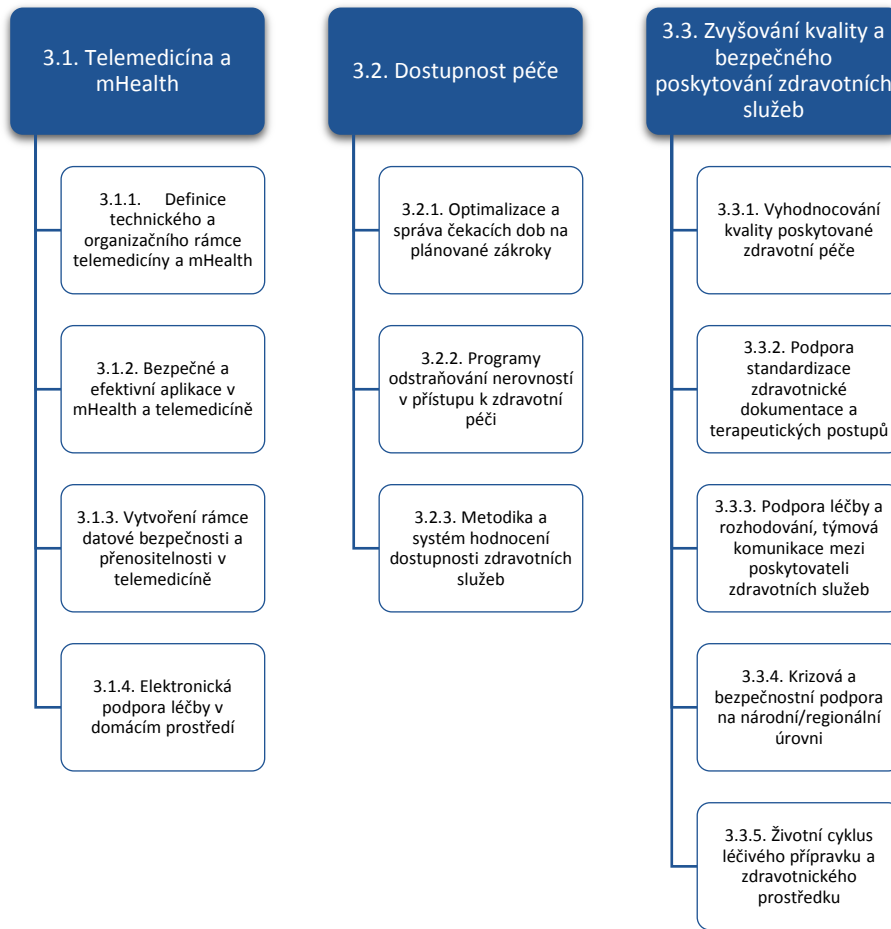 3.1. Telemedicína a
mHealth
3.1.1. Definice
technického a
organizačního rámce
telemedicíny a mHealth
3.1.2. Bezpečné a
efektivní aplikace v
mHealth a telemedicíně
3.1.3. Vytvoření rámce
datové bezpečnosti a
přenositelnosti v
telemedicíně
3.1.4. Elektronická
podpora léčby v
domácím prostředí
3.2. Dostupnost péče
3.2.1. Optimalizace a
správa čekacích dob na
plánované zákroky
3.2.2. Programy
odstraňování nerovností
v přístupu k zdravotní
péči
3.2.3. Metodika a
systém hodnocení
dostupnosti zdravotních
služeb
3.3. Zvyšování kvality a
bezpečného
poskytování zdravotních
služeb
3.3.1. Vyhodnocování
kvality poskytované
zdravotní péče
3.3.2. Podpora
standardizace
zdravotnické
dokumentace a
terapeutických postupů
3.3.3. Podpora léčby a
rozhodování, týmová
komunikace mezi
poskytovateli
zdravotních služeb
3.3.4. Krizová a
bezpečnostní podpora
na národní/regionální
úrovni
3.3.5. Životní cyklus
léčivého přípravku a
zdravotnického
prostředku